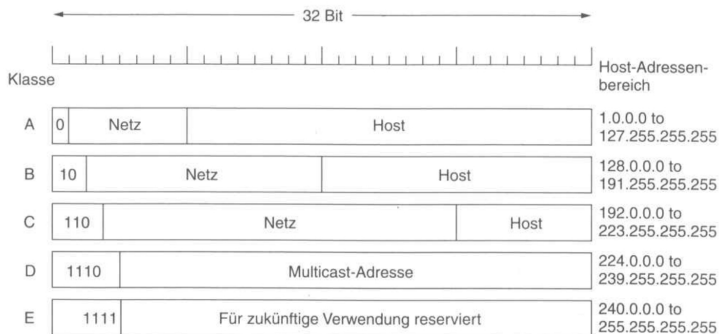 32 Bit
Klasse
Host-Adressen-
bereich
A 0 Netz Host 1.0.0.0 to
127.255.255.255
B 10 Netz Host 128.0.0.0 to
191.255.255.255
C 110 Netz Host 192.0.0.0 to
223.255.255.255
D 1110 Multicast-Adresse 224.0.0.0 to
239.255.255.255
E 1111 Für zukünftige Verwendung reserviert 240.0.0.0 to
255.255.255.255